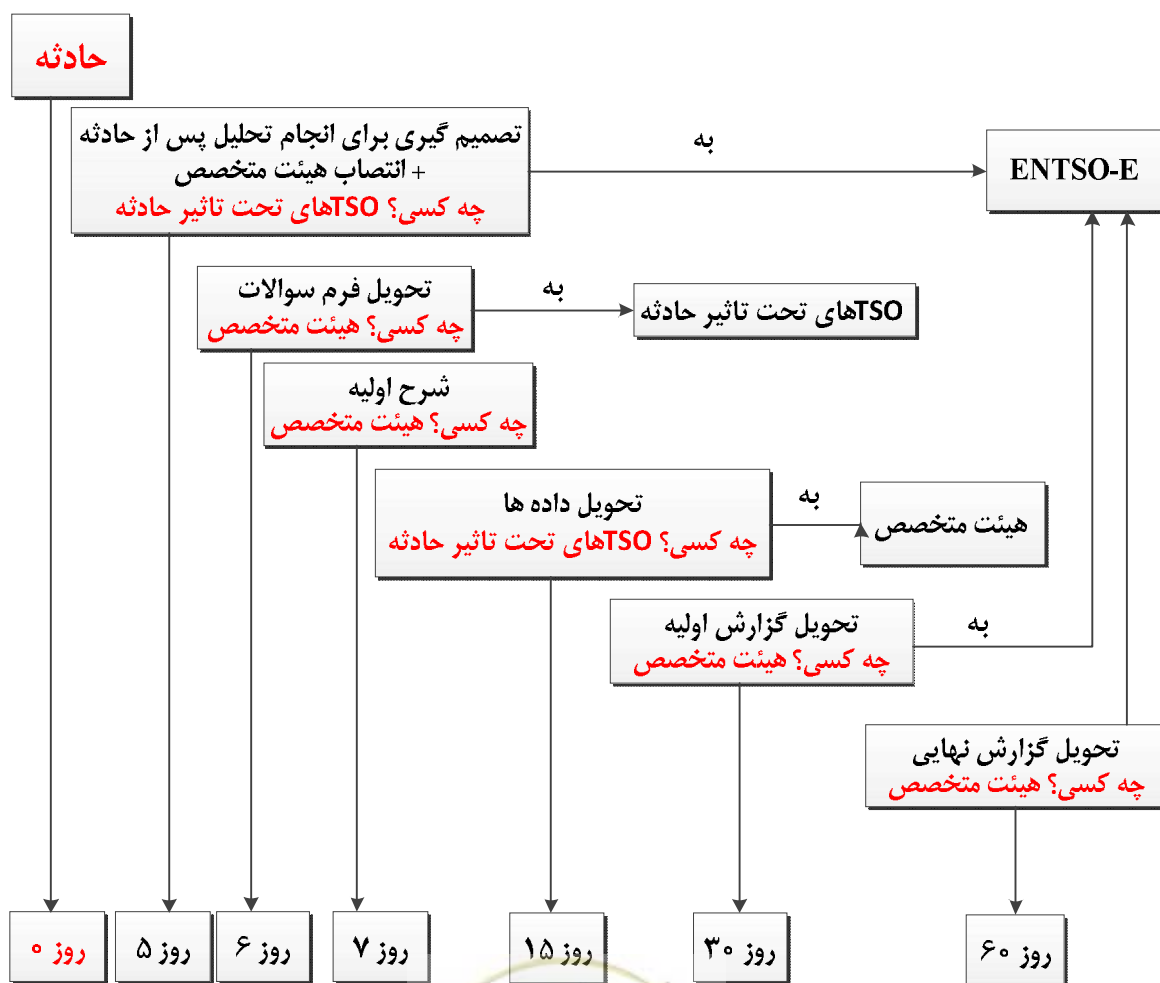 حادثه
تصمیم گیری برای انجام تحلیل پس از حادثه
+ انتصاب هیئت متخصص
چه کسی؟ TSOهای تحت تاثیر حادثه
به
ENTSO-E
تحویل فرم سوالات
چه کسی؟ هیئت متخصص
به
TSOهای تحت تاثیر حادثه
شرح اولیه
چه کسی؟ هیئت متخصص
تحویل داده ها
چه کسی؟ TSOهای تحت تاثیر حادثه
به
هیئت متخصص
تحویل گزارش اولیه
چه کسی؟ هیئت متخصص
به
تحویل گزارش نهایی
چه کسی؟ هیئت متخصص
روز ۰
روز ۵
روز ۶
روز ۷
روز ۱۵
روز ۳۰
روز ۶۰